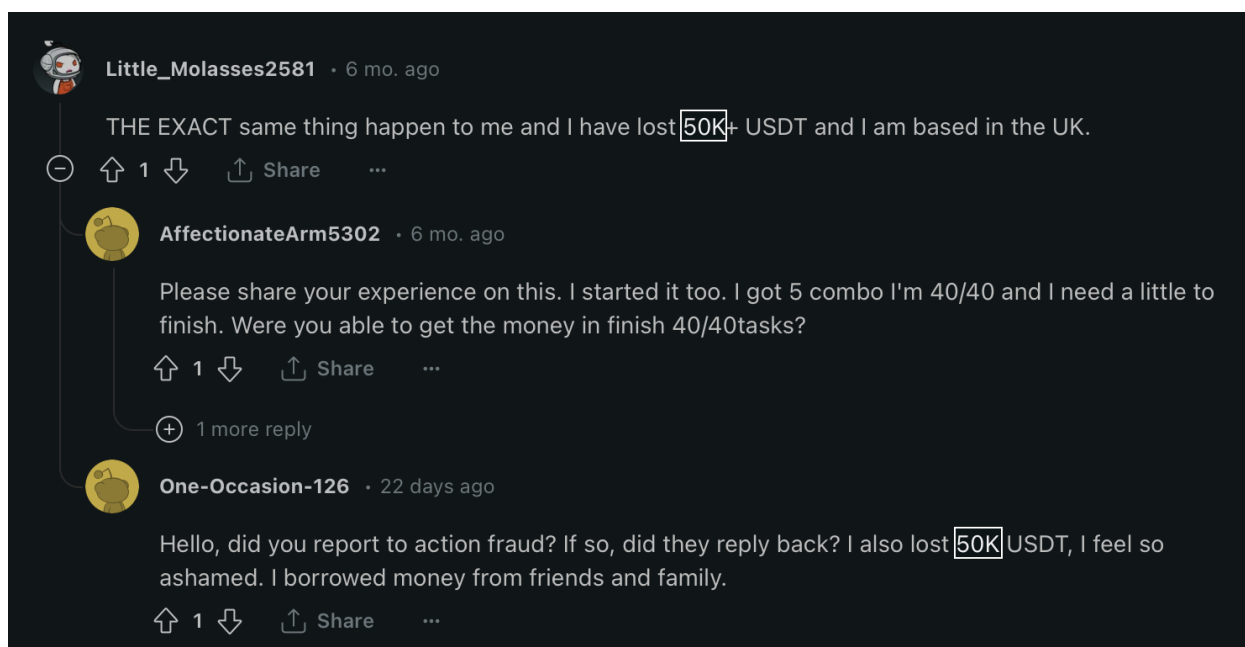 Little_Molasses2581 · 6 mo. ago
THE EXACT same thing happen to me and I have lost 50K+ USDT and I am based in the UK.
1 Share ...
AffectionateArm5302 · 6 mo. ago
Please share your experience on this. I started it too. I got 5 combo I'm 40/40 and I need a little to
finish. Were you able to get the money in finish 40/40tasks?
1 Share ...
1 more reply
One-Occasion-126 · 22 days ago
Hello, did you report to action fraud? If so, did they reply back? I also lost 50K USDT, I feel so
ashamed. I borrowed money from friends and family.
1 Share ...